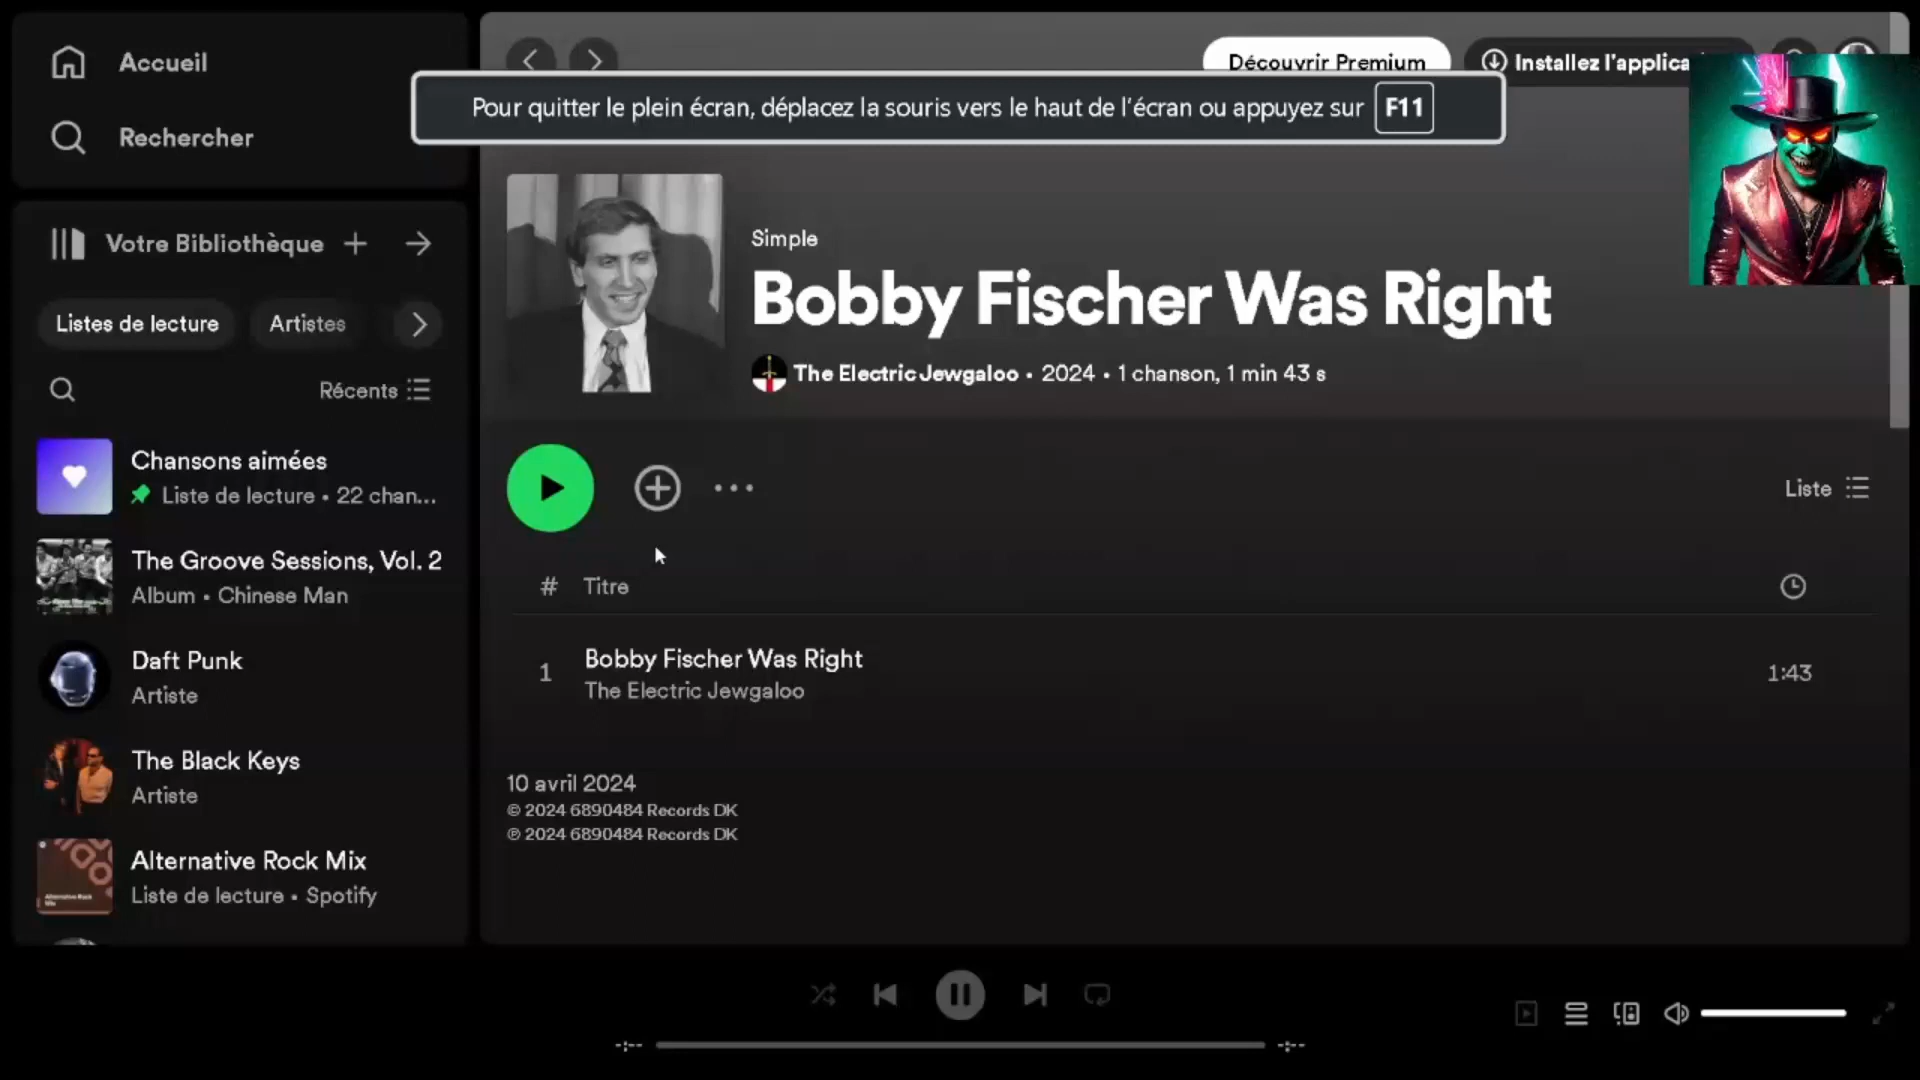 Accueil
Rechercher
Votre Bibliothèque
Listes de lecture
Artistes
Récents
Chansons aimées
Liste de lecture • 22 chan...
The Groove Sessions, Vol. 2
Album • Chinese Man
Daft Punk
Artiste
The Black Keys
Artiste
Alternative Rock Mix
Liste de lecture • Spotify
Découvrir Premium
Installez l'applica
Pour quitter le plein écran, déplacez la souris vers le haut de l'écran ou appuyez sur F11
Simple
Bobby Fischer Was Right
The Electric Jewgaloo • 2024 • 1 chanson, 1 min 43 s
Liste
# Titre
1 Bobby Fischer Was Right 1:43
The Electric Jewgaloo
10 avril 2024
© 2024 6890484 Records DK
℗ 2024 6890484 Records DK
-:-- -:--